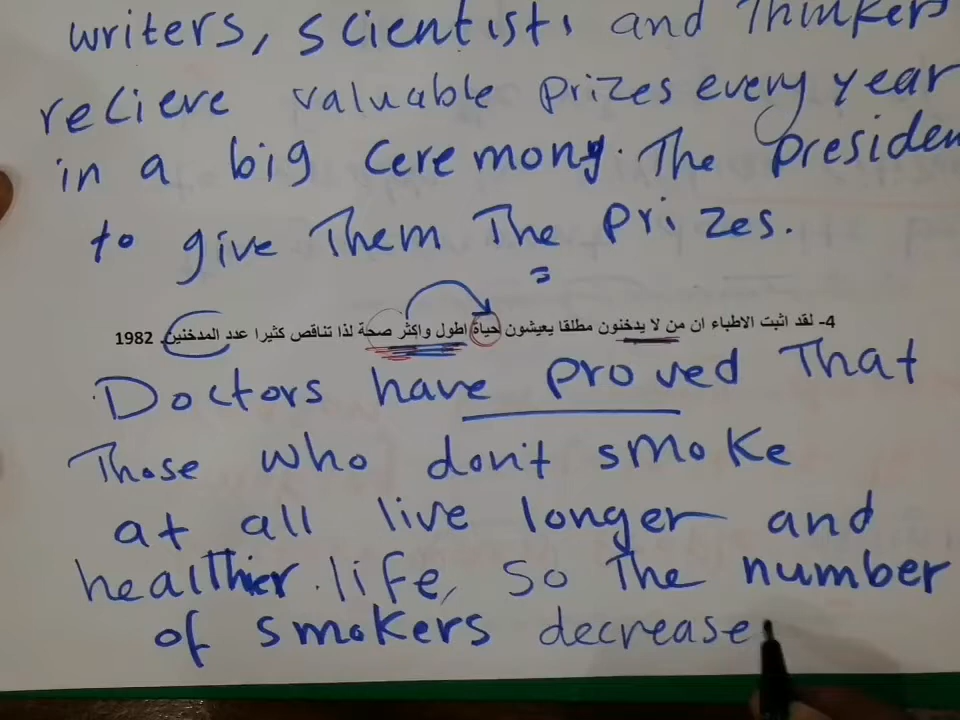 writers, scientists and Thinkers
relieve valuable prizes every year
in a big ceremony. The presiden
to give Them The prizes.
4- لقد اثبت الاطباء ان من لا يدخنون مطلقا يعيشون حياة اطول واكثر صحة لذا تناقص كثيرا عدد المدخنين. 1982
Doctors have proved That
Those who don't smoke
at all live longer and
healthier life, so The number
of smokers decrease